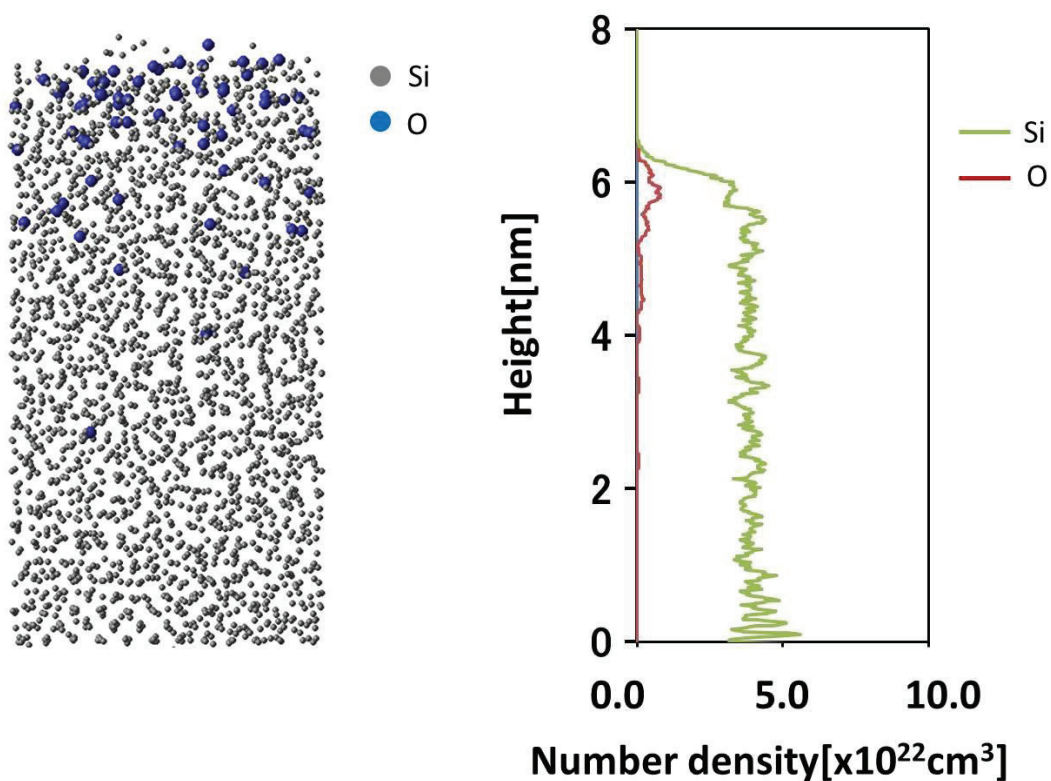 Si
O
8
6
4
2
0
Height[nm]
0.0 5.0 10.0
Number density[x10²²cm³]
Si
O